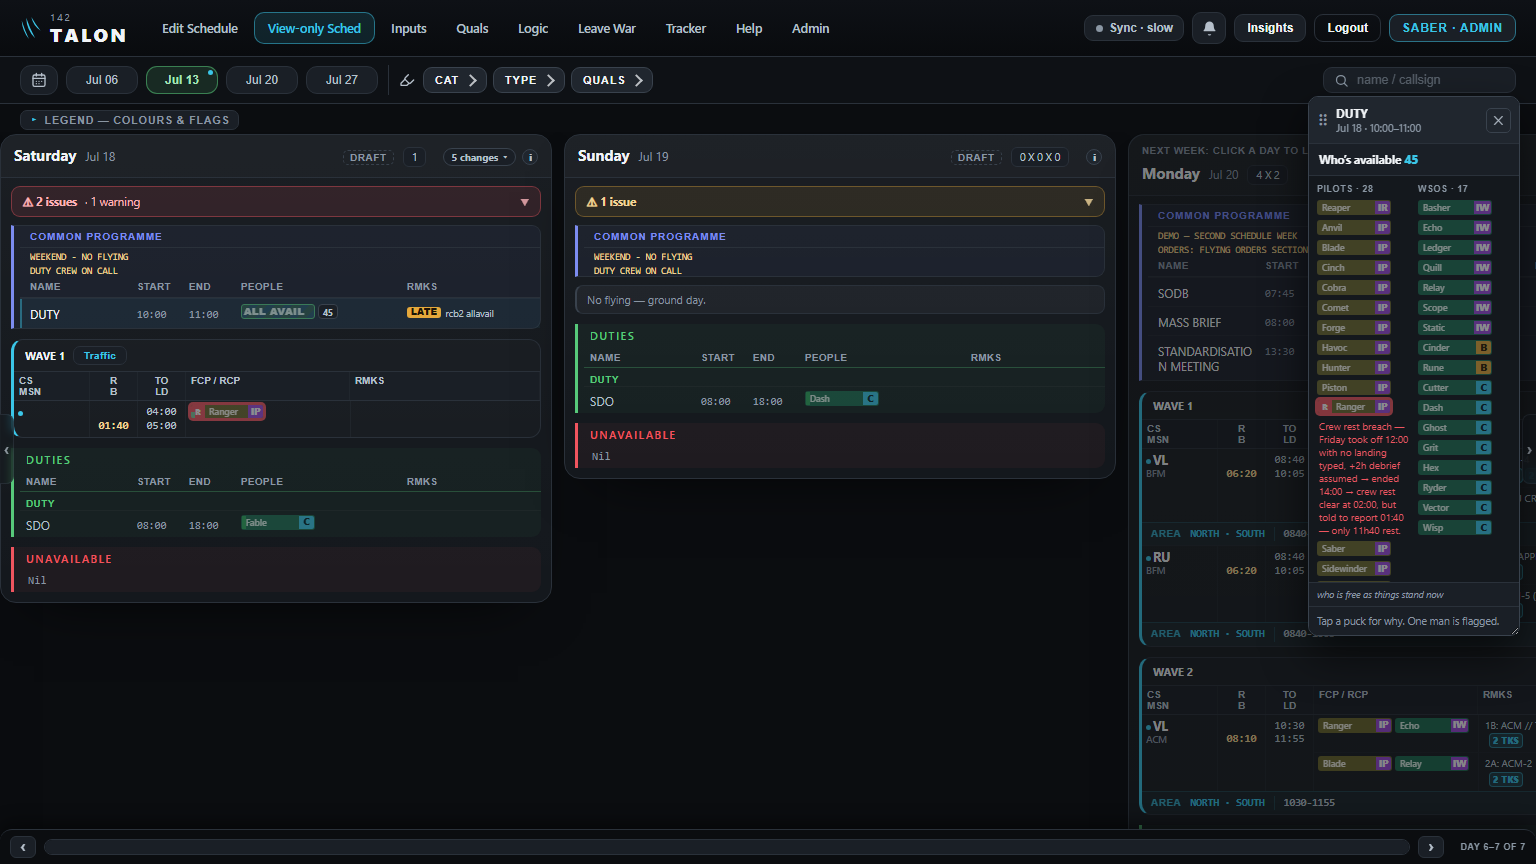 142
TALON
Edit Schedule
View-only Sched
Inputs
Quals
Logic
Leave War
Tracker
Help
Admin
Sync · slow
Insights
Logout
SABER · ADMIN
Jul 06
Jul 13
Jul 20
Jul 27
CAT
TYPE
QUALS
name / callsign
LEGEND — COLOURS & FLAGS
Saturday Jul 18
DRAFT
1
5 changes
i
2 issues · 1 warning
COMMON PROGRAMME
WEEKEND - NO FLYING
DUTY CREW ON CALL
NAME START END PEOPLE RMKS
DUTY 10:00 11:00 ALL AVAIL 45 LATE rcb2 allavail
WAVE 1 Traffic
CS R TO FCP / RCP RMKS
MSN B LD
04:00 R Ranger IP
01:40 05:00
DUTIES
NAME START END PEOPLE RMKS
DUTY
SDO 08:00 18:00 Fable C
UNAVAILABLE
Nil
Sunday Jul 19
DRAFT
0X0X0
i
1 issue
COMMON PROGRAMME
WEEKEND - NO FLYING
DUTY CREW ON CALL
No flying — ground day.
DUTIES
NAME START END PEOPLE RMKS
DUTY
SDO 08:00 18:00 Dash C
UNAVAILABLE
Nil
NEXT WEEK: CLICK A DAY TO L
Monday Jul 20 4X2
COMMON PROGRAMME
DEMO — SECOND SCHEDULE WEEK
ORDERS: FLYING ORDERS SECTION
NAME START
SODB 07:45
MASS BRIEF 08:00
STANDARDISATIO 13:30
N MEETING
WAVE 1
CS R TO
MSN B LD
VL 08:40
BFM 06:20 10:05
AREA NORTH · SOUTH 0840
RU 08:40
BFM 06:20 10:05
AREA NORTH · SOUTH
WAVE 2
CS R TO FCP / RCP RMKS
MSN B LD
VL 10:30 Ranger IP Echo IW 1B: ACM //
ACM 08:10 11:55 2 TKS
Blade IP Relay IW 2A: ACM-2
2 TKS
AREA NORTH · SOUTH 1030-1155
DUTY
Jul 18 · 10:00–11:00
Who's available 45
PILOTS · 28 WSOS · 17
Reaper IR Basher IW
Anvil IP Echo IW
Blade IP Ledger IW
Cinch IP Quill IW
Cobra IP Relay IW
Comet IP Scope IW
Forge IP Static IW
Havoc IP Cinder B
Hunter IP Rune B
Piston IP Cutter C
R Ranger IP Dash C
Crew rest breach —
Friday took off 12:00
with no landing
typed, +2h debrief
assumed → ended
14:00 → crew rest
clear at 02:00, but
told to report 01:40
— only 11h40 rest.
Ghost C
Grit C
Hex C
Ryder C
Vector C
Wisp C
Saber IP
Sidewinder IP
who is free as things stand now
Tap a puck for why. One man is flagged.
DAY 6–7 OF 7